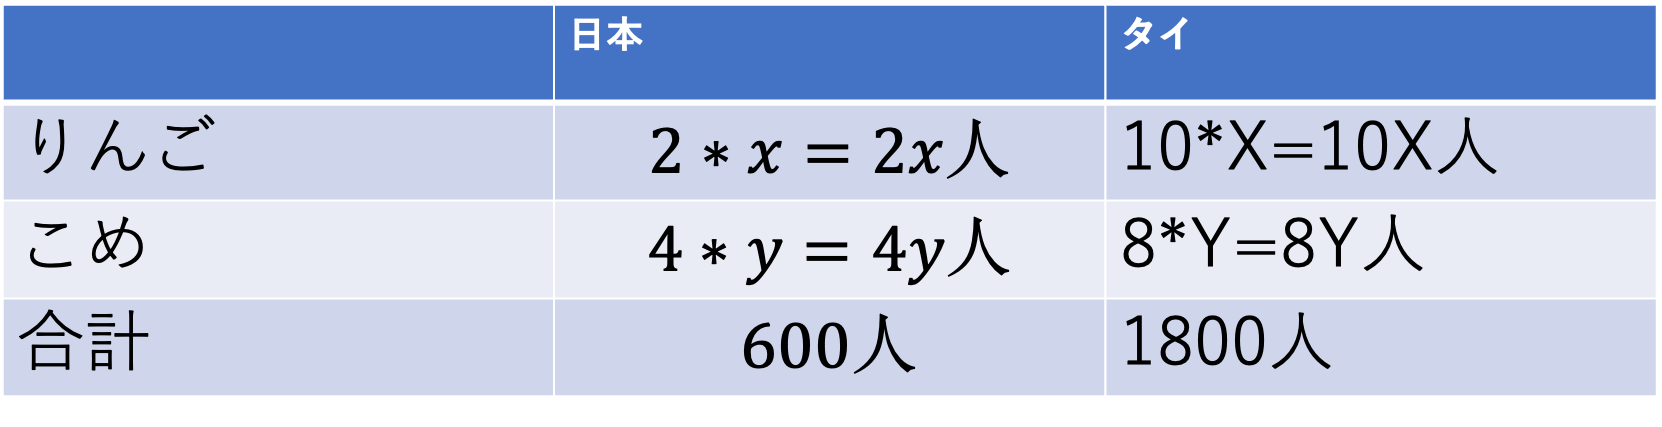 日本 タイ
りんご 2 * x = 2x人 10*X=10X人
こめ 4 * y = 4y人 8*Y=8Y人
合計 600人 1800人